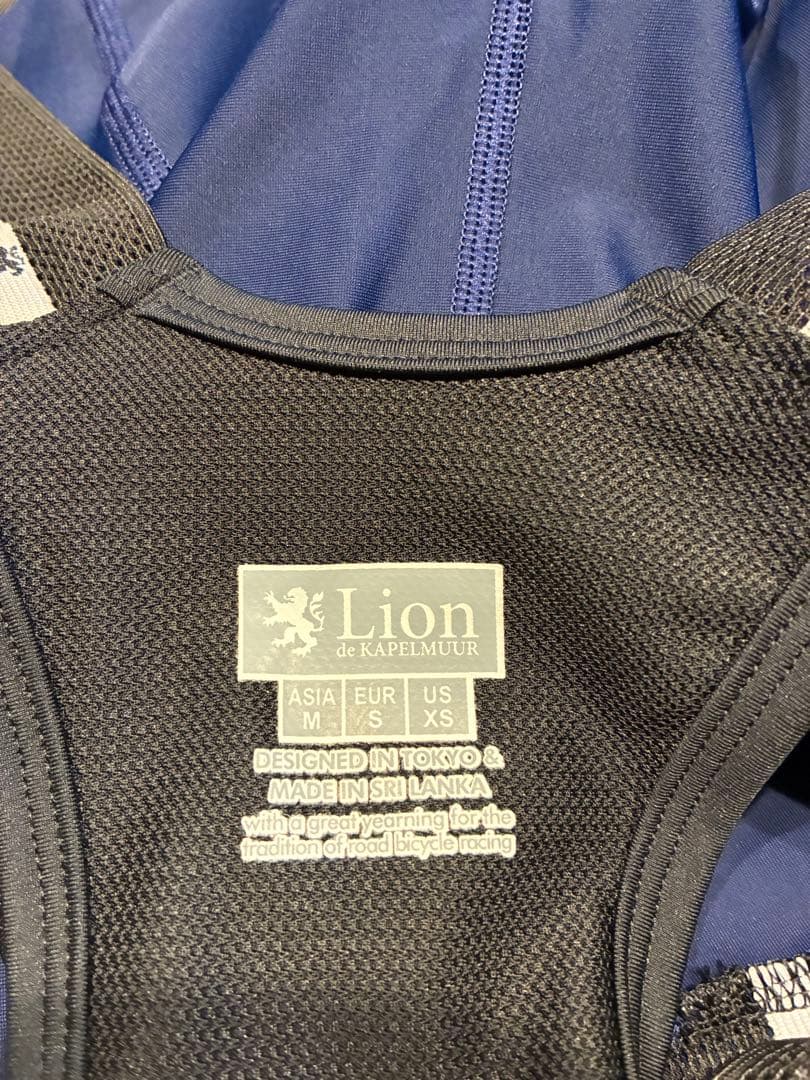 Lion
de KAPELMUUR
ASIA EUR US
M S XS
DESIGNED IN TOKYO &
MADE IN SRI LANKA
with a great yearning for the
tradition of road bicycle racing